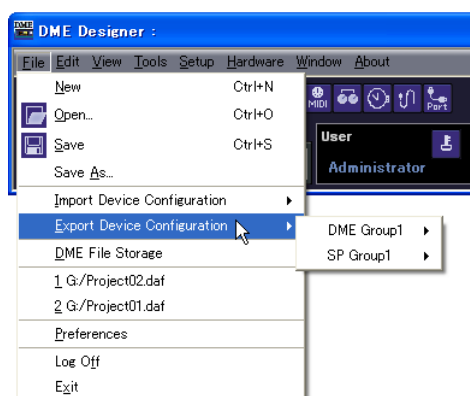 DME Designer :
File Edit View Tools Setup Hardware Window About
New Ctrl+N
Open... Ctrl+O
Save Ctrl+S
Save As...
MIDI Port
User
Administrator
Import Device Configuration
Export Device Configuration
DME Group1
SP Group1
DME File Storage
1 G:/Project02.daf
2 G:/Project01.daf
Preferences
Log Off
Exit